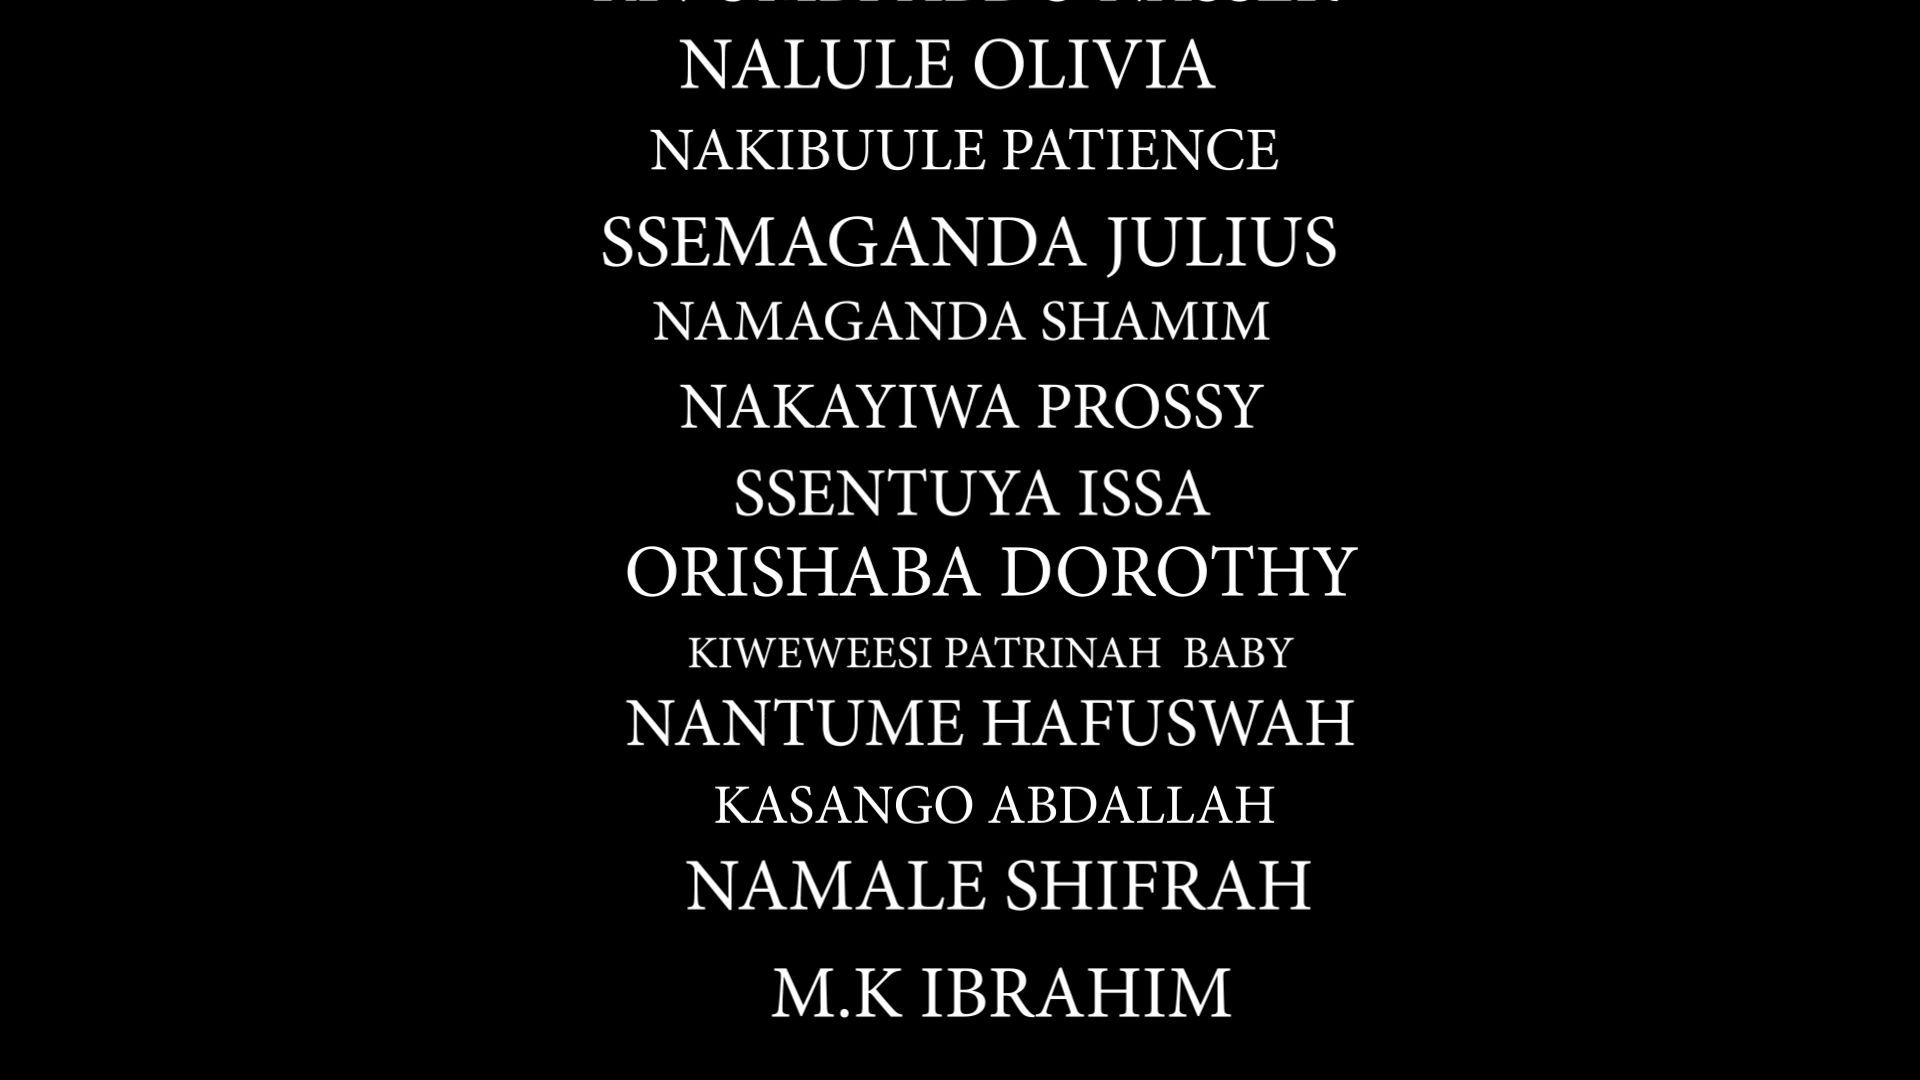 NALULE OLIVIA
NAKIBUULE PATIENCE
SSEMAGANDA JULIUS
NAMAGANDA SHAMIM
NAKAYIWA PROSSY
SSENTUYA ISSA
ORISHABA DOROTHY
KIWEWEESI PATRINAH BABY
NANTUME HAFUSWAH
KASANGO ABDALLAH
NAMALE SHIFRAH
M.K IBRAHIM